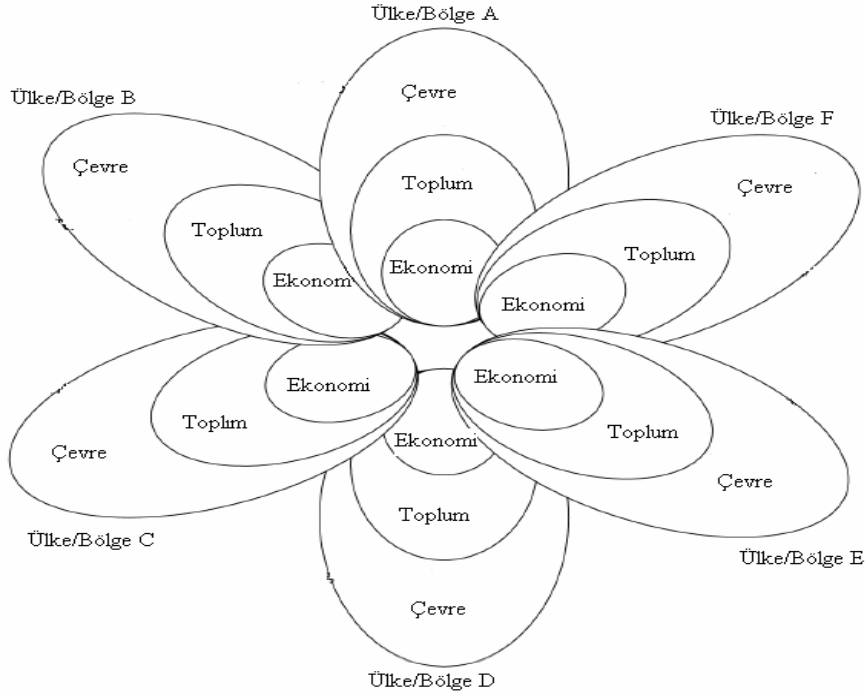 Ülke/Bölge A
Çevre
Toplum
Ekonomi
Ülke/Bölge B
Çevre
Toplum
Ekonom
Ülke/Bölge F
Çevre
Toplum
Ekonomi
Ekonomi
Toplım
Çevre
Ülke/Bölge C
Ekonomi
Toplum
Çevre
Ülke/Bölge E
Ekonomi
Toplum
Çevre
Ülke/Bölge D